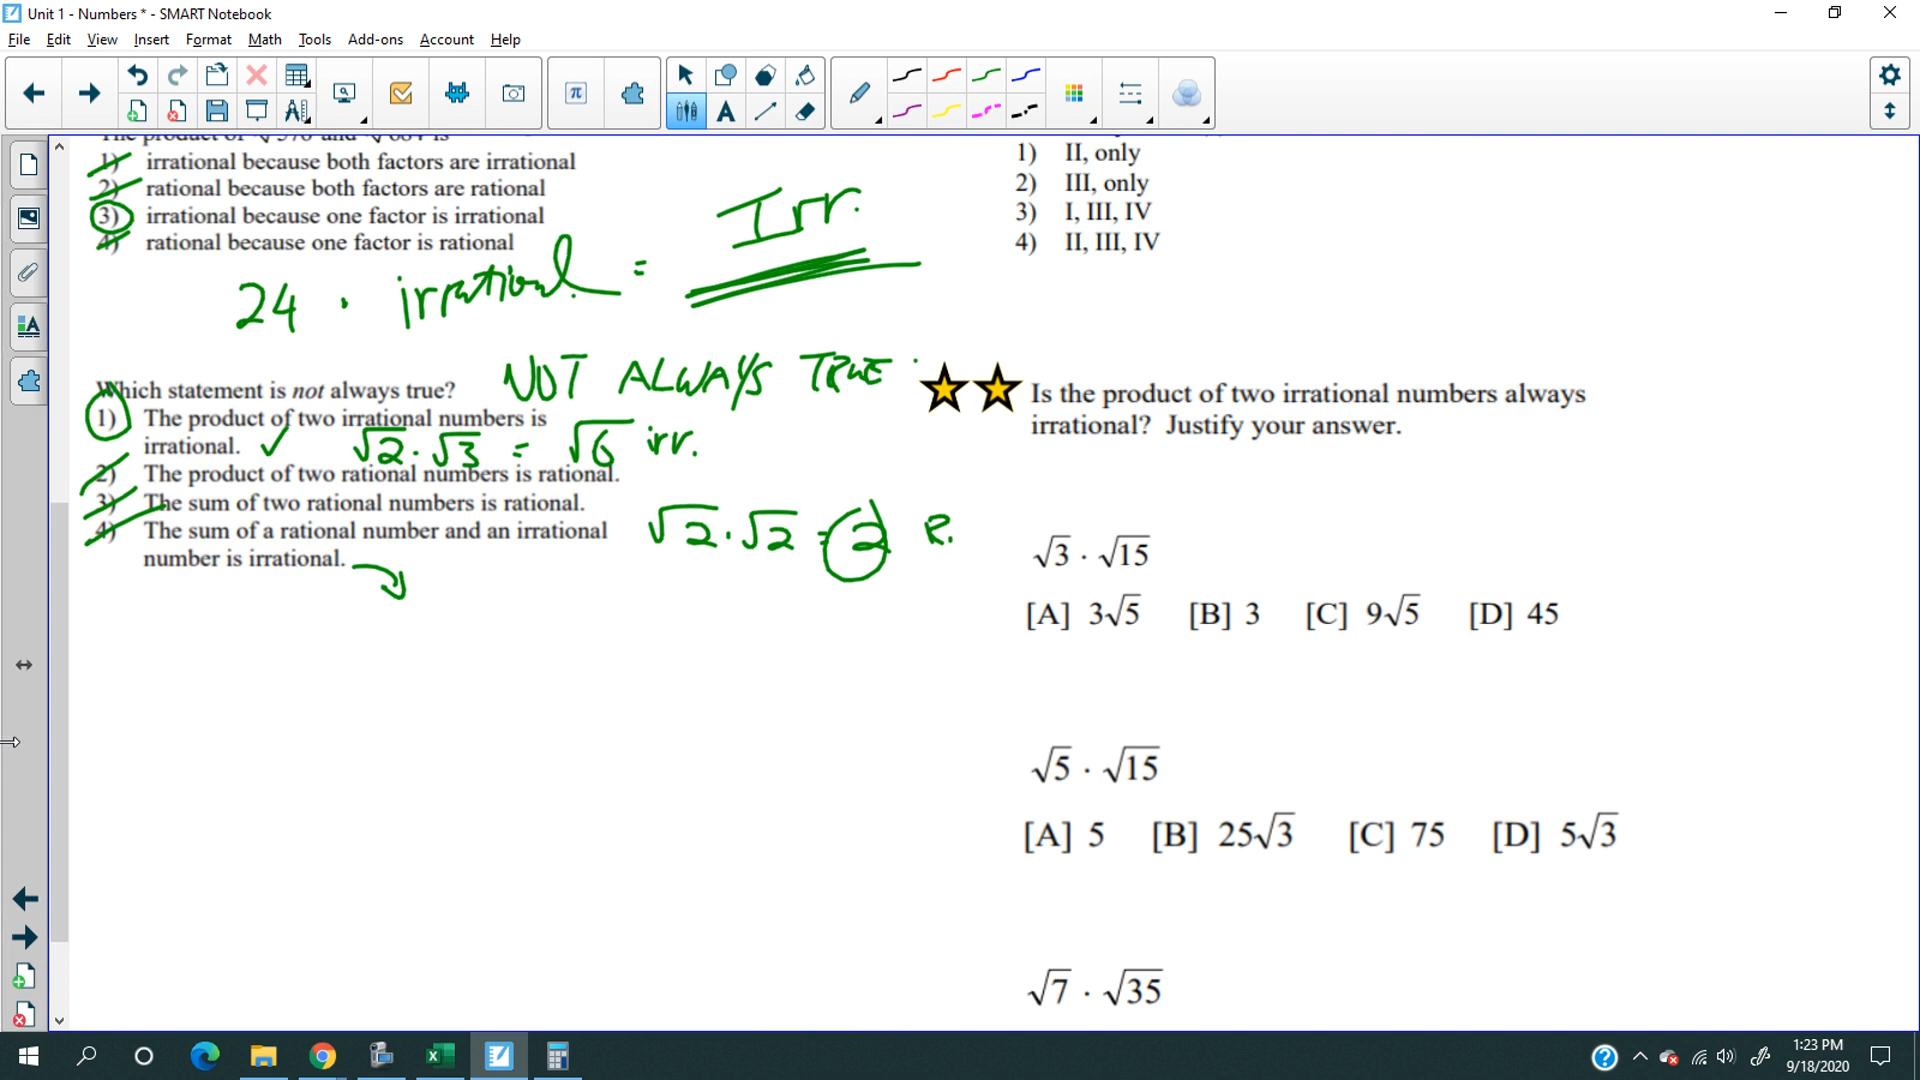 Unit 1 - Numbers * - SMART Notebook
File Edit View Insert Format Math Tools Add-ons Account Help
1) irrational because both factors are irrational
2) rational because both factors are rational
3) irrational because one factor is irrational
4) rational because one factor is rational
24 · irrational = Irr.
NOT ALWAYS TRUE
Which statement is not always true?
1) The product of two irrational numbers is
irrational. ✓ √2 · √3 = √6 irr.
2) The product of two rational numbers is rational.
3) The sum of two rational numbers is rational.
4) The sum of a rational number and an irrational
number is irrational.
√2 · √2 = 2 R.
1) II, only
2) III, only
3) I, III, IV
4) II, III, IV
Is the product of two irrational numbers always
irrational? Justify your answer.
√3 · √15
[A] 3√5 [B] 3 [C] 9√5 [D] 45
√5 · √15
[A] 5 [B] 25√3 [C] 75 [D] 5√3
√7 · √35
1:23 PM
9/18/2020